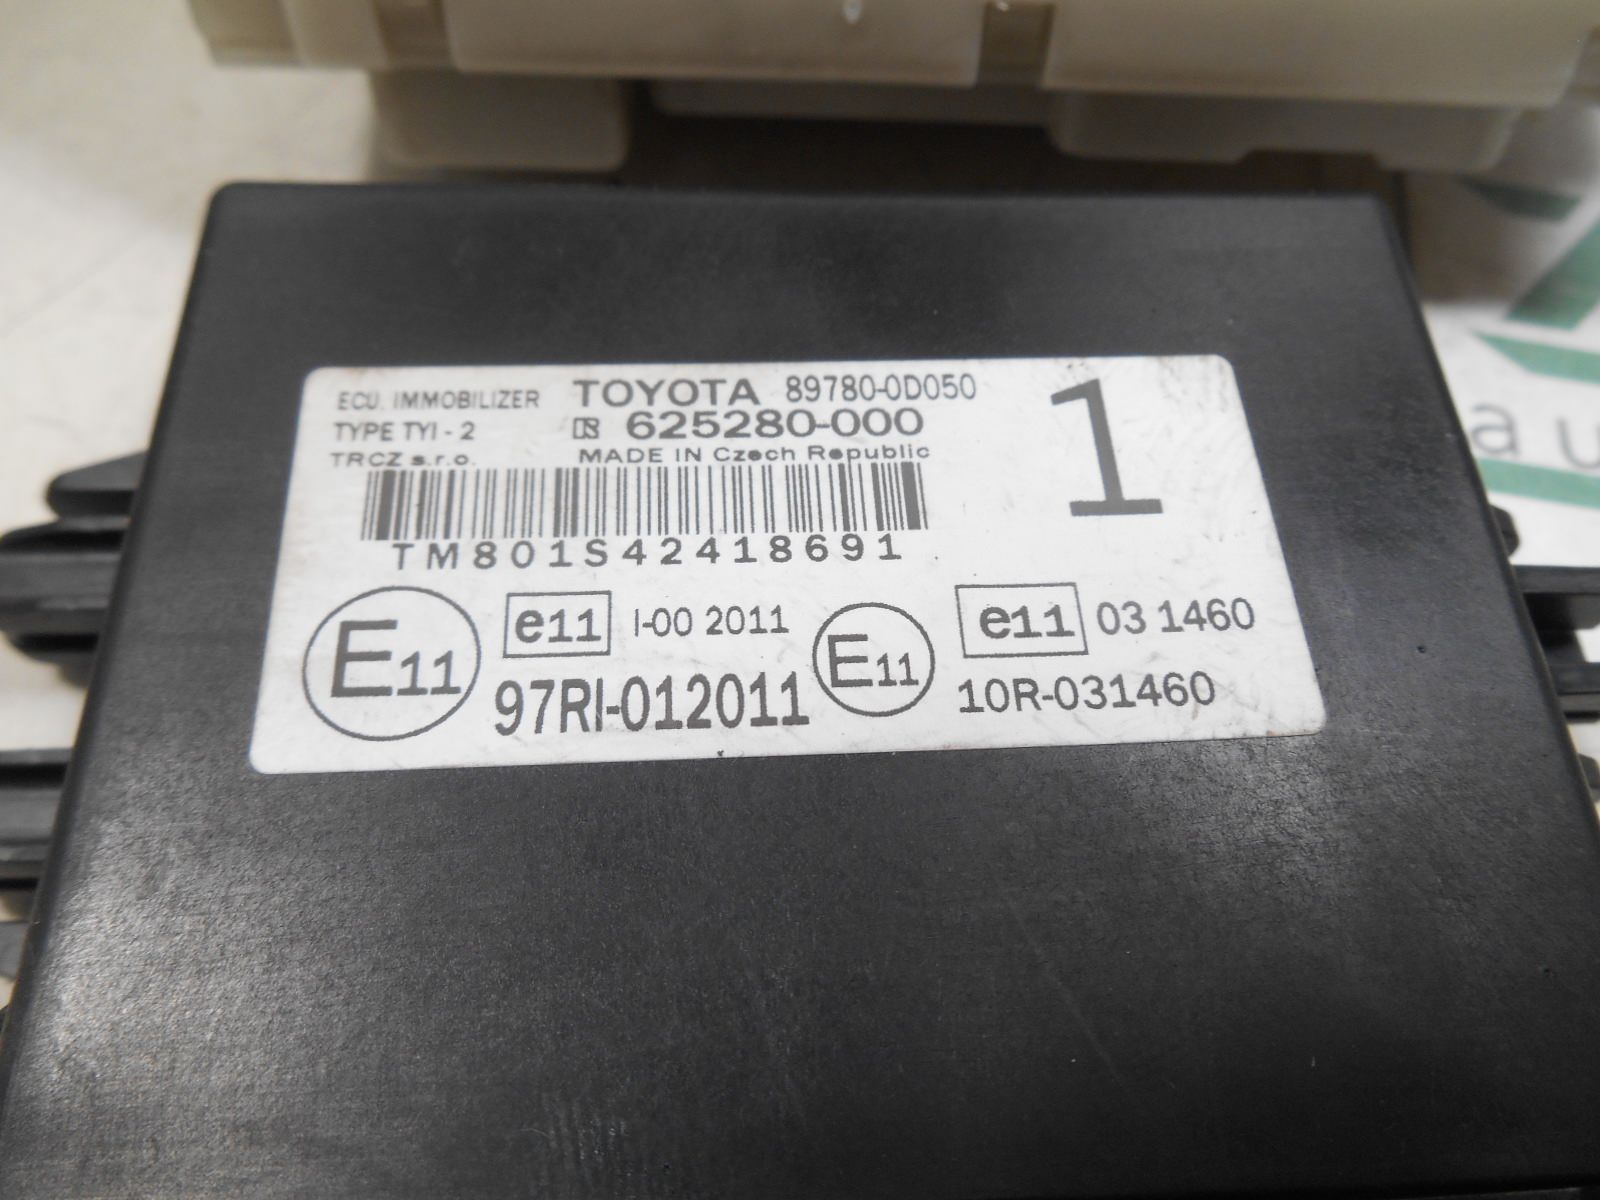 ECU. IMMOBILIZER TOYOTA 89780-0D050
TYPE TYI - 2 625280-000
TRCZ s.r.o. MADE IN Czech Republic
1
TM801S42418691
E11 e11 I-00 2011 E11 e11 03 1460
97RI-012011 10R-031460
au